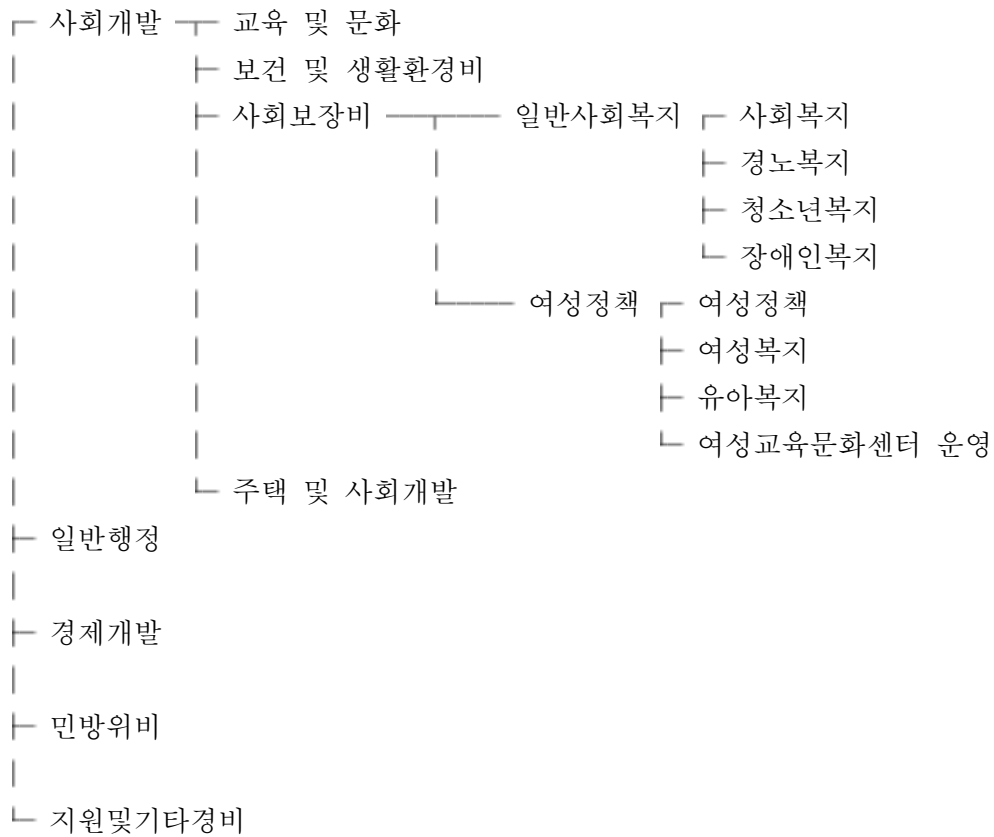 사회개발 교육 및 문화
보건 및 생활환경비
사회보장비 일반사회복지 사회복지
경노복지
청소년복지
장애인복지
여성정책 여성정책
여성복지
유아복지
여성교육문화센터 운영
주택 및 사회개발
일반행정
경제개발
민방위비
지원및기타경비